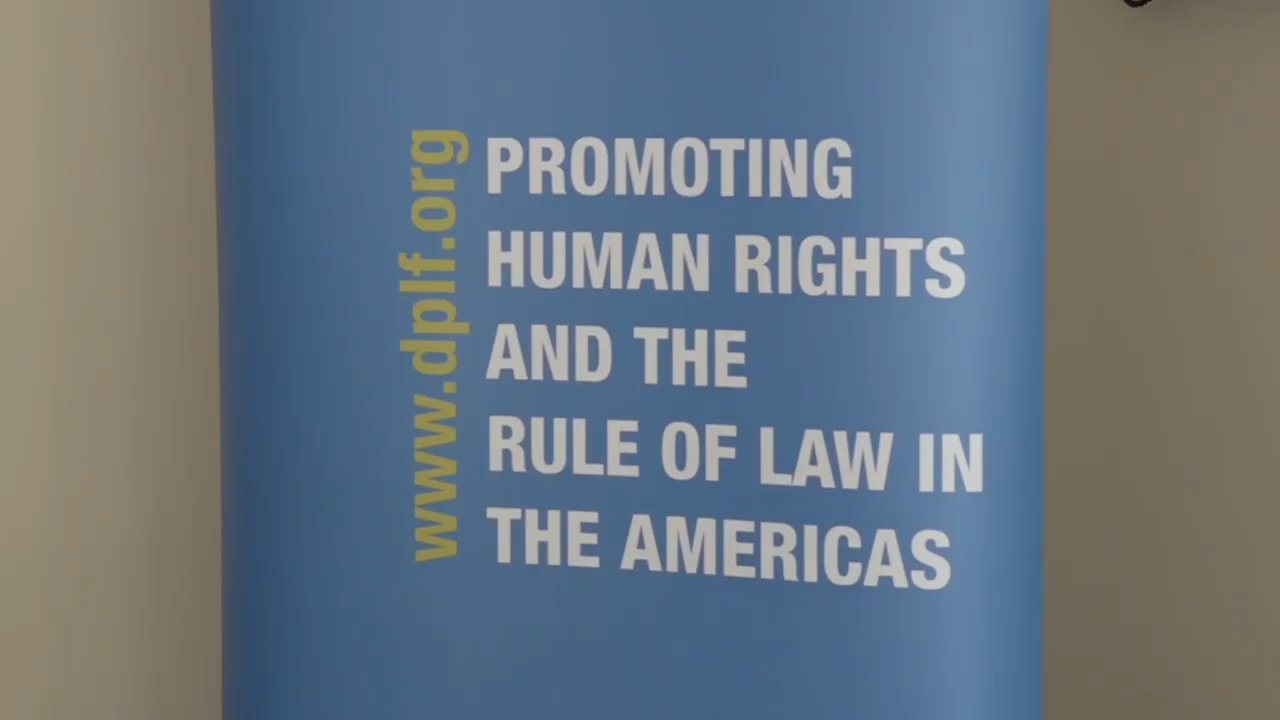 www.dplf.org
PROMOTING
HUMAN RIGHTS
AND THE
RULE OF LAW IN
THE AMERICAS